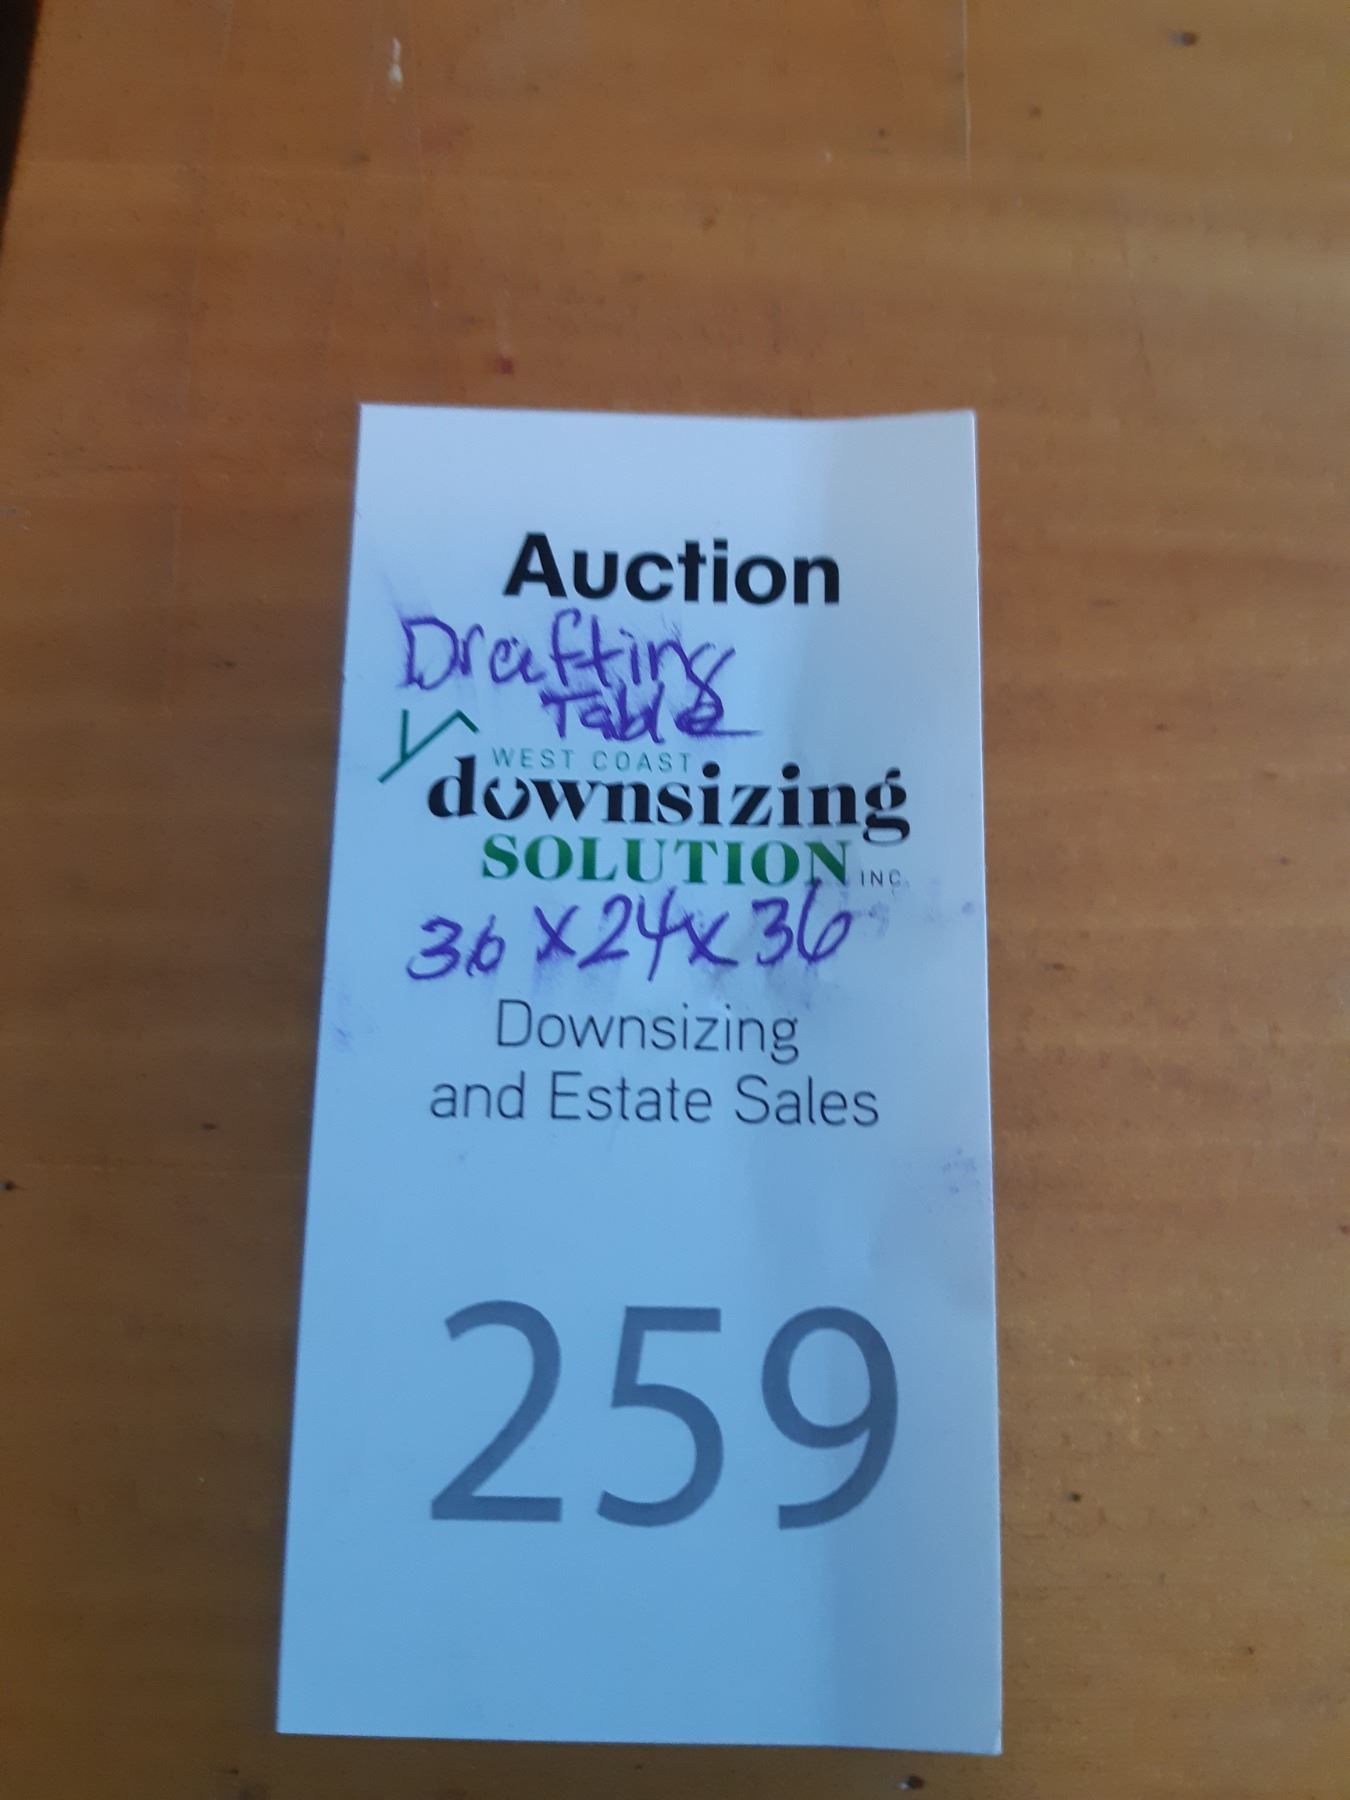 Auction
Drafting
Table
WEST COAST
downsizing
SOLUTION INC.
36 x 24 x 36
Downsizing
and Estate Sales
259